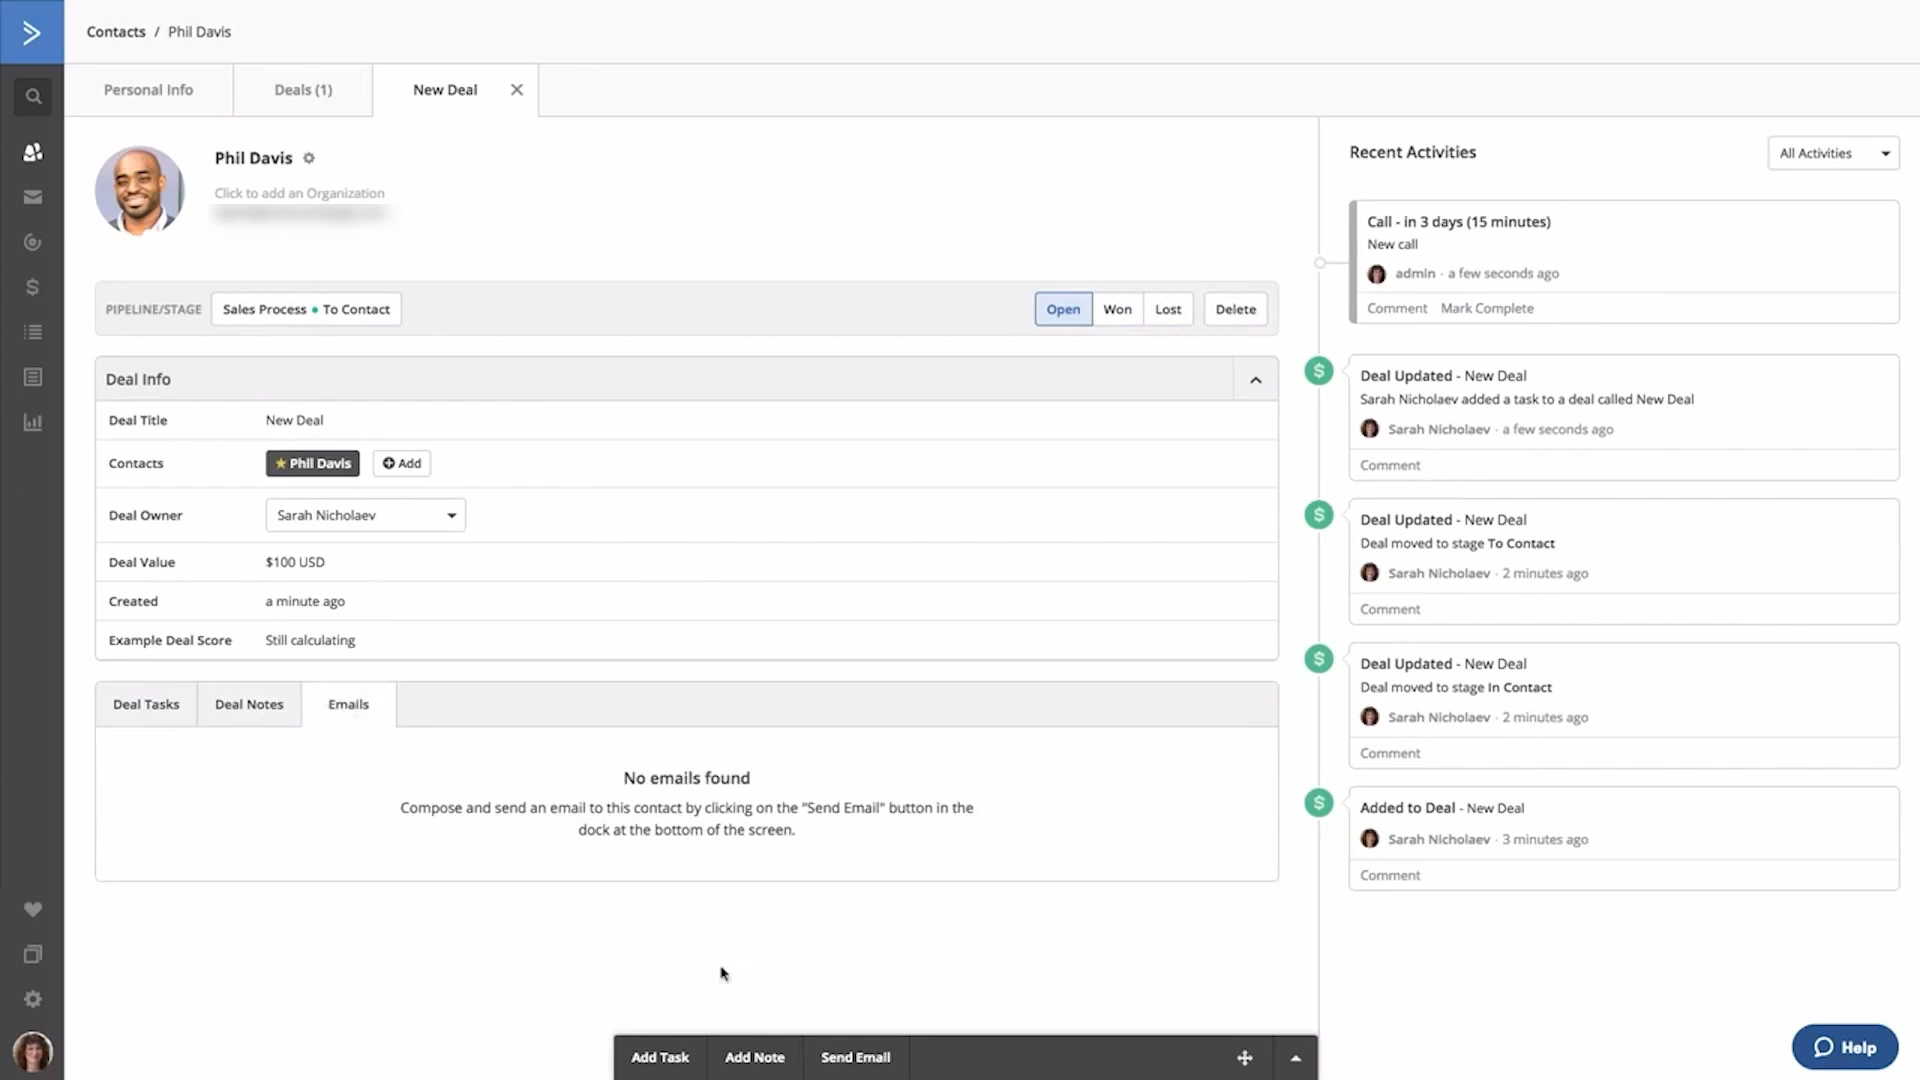 Contacts / Phil Davis
Personal Info
Deals (1)
New Deal
Phil Davis
Click to add an Organization
PIPELINE/STAGE
Sales Process • To Contact
Open
Won
Lost
Delete
Deal Info
Deal Title
New Deal
Contacts
Phil Davis
Add
Deal Owner
Sarah Nicholaev
Deal Value
$100 USD
Created
a minute ago
Example Deal Score
Still calculating
Deal Tasks
Deal Notes
Emails
No emails found
Compose and send an email to this contact by clicking on the "Send Email" button in the
dock at the bottom of the screen.
Add Task
Add Note
Send Email
Recent Activities
All Activities
Call - in 3 days (15 minutes)
New call
admin · a few seconds ago
Comment Mark Complete
Deal Updated - New Deal
Sarah Nicholaev added a task to a deal called New Deal
Sarah Nicholaev · a few seconds ago
Comment
Deal Updated - New Deal
Deal moved to stage To Contact
Sarah Nicholaev · 2 minutes ago
Comment
Deal Updated - New Deal
Deal moved to stage In Contact
Sarah Nicholaev · 2 minutes ago
Comment
Added to Deal - New Deal
Sarah Nicholaev · 3 minutes ago
Comment
Help